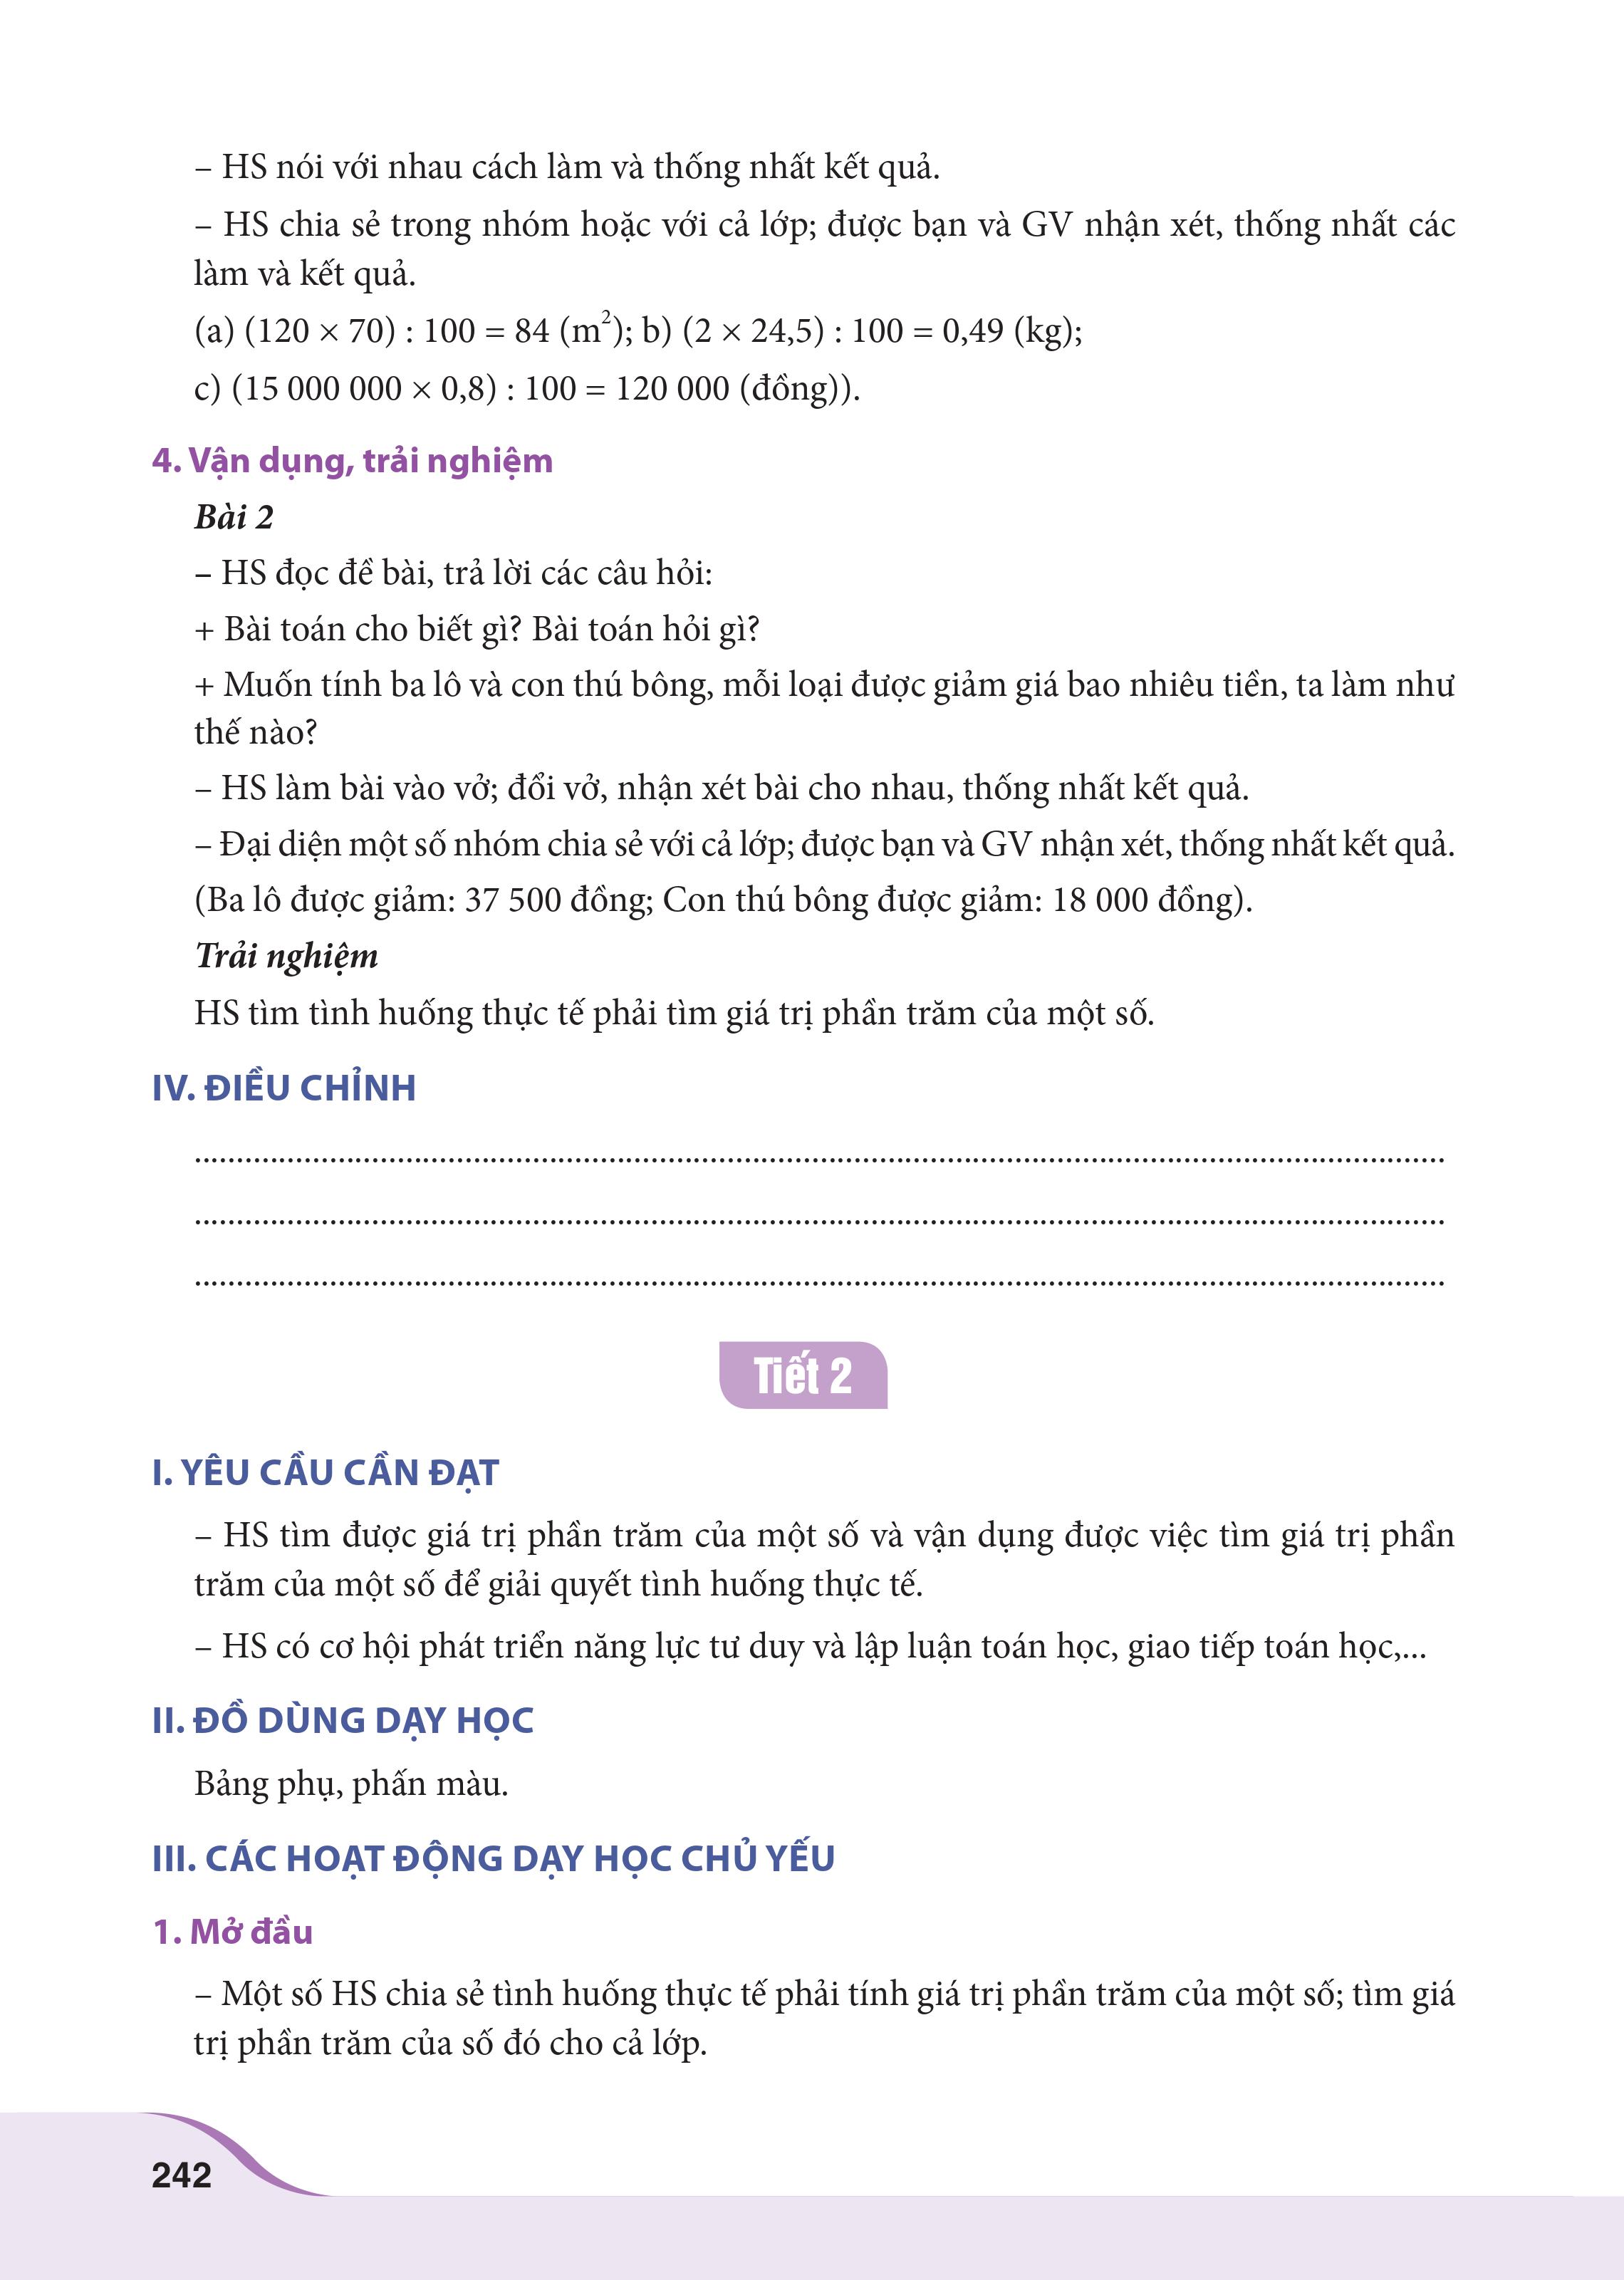 – HS nói với nhau cách làm và thống nhất kết quả.
– HS chia sẻ trong nhóm hoặc với cả lớp; được bạn và GV nhận xét, thống nhất các
làm và kết quả.
(a) (120 × 70) : 100 = 84 (m²); b) (2 × 24,5) : 100 = 0,49 (kg);
c) (15 000 000 × 0,8) : 100 = 120 000 (đồng)).
4. Vận dụng, trải nghiệm
Bài 2
– HS đọc đề bài, trả lời các câu hỏi:
+ Bài toán cho biết gì? Bài toán hỏi gì?
+ Muốn tính ba lô và con thú bông, mỗi loại được giảm giá bao nhiêu tiền, ta làm như
thế nào?
– HS làm bài vào vở; đổi vở, nhận xét bài cho nhau, thống nhất kết quả.
– Đại diện một số nhóm chia sẻ với cả lớp; được bạn và GV nhận xét, thống nhất kết quả.
(Ba lô được giảm: 37 500 đồng; Con thú bông được giảm: 18 000 đồng).
Trải nghiệm
HS tìm tình huống thực tế phải tìm giá trị phần trăm của một số.
IV. ĐIỀU CHỈNH
....................................................................................................
....................................................................................................
....................................................................................................
Tiết 2
I. YÊU CẦU CẦN ĐẠT
– HS tìm được giá trị phần trăm của một số và vận dụng được việc tìm giá trị phần
trăm của một số để giải quyết tình huống thực tế.
– HS có cơ hội phát triển năng lực tư duy và lập luận toán học, giao tiếp toán học,...
II. ĐỒ DÙNG DẠY HỌC
Bảng phụ, phấn màu.
III. CÁC HOẠT ĐỘNG DẠY HỌC CHỦ YẾU
1. Mở đầu
– Một số HS chia sẻ tình huống thực tế phải tính giá trị phần trăm của một số; tìm giá
trị phần trăm của số đó cho cả lớp.
242